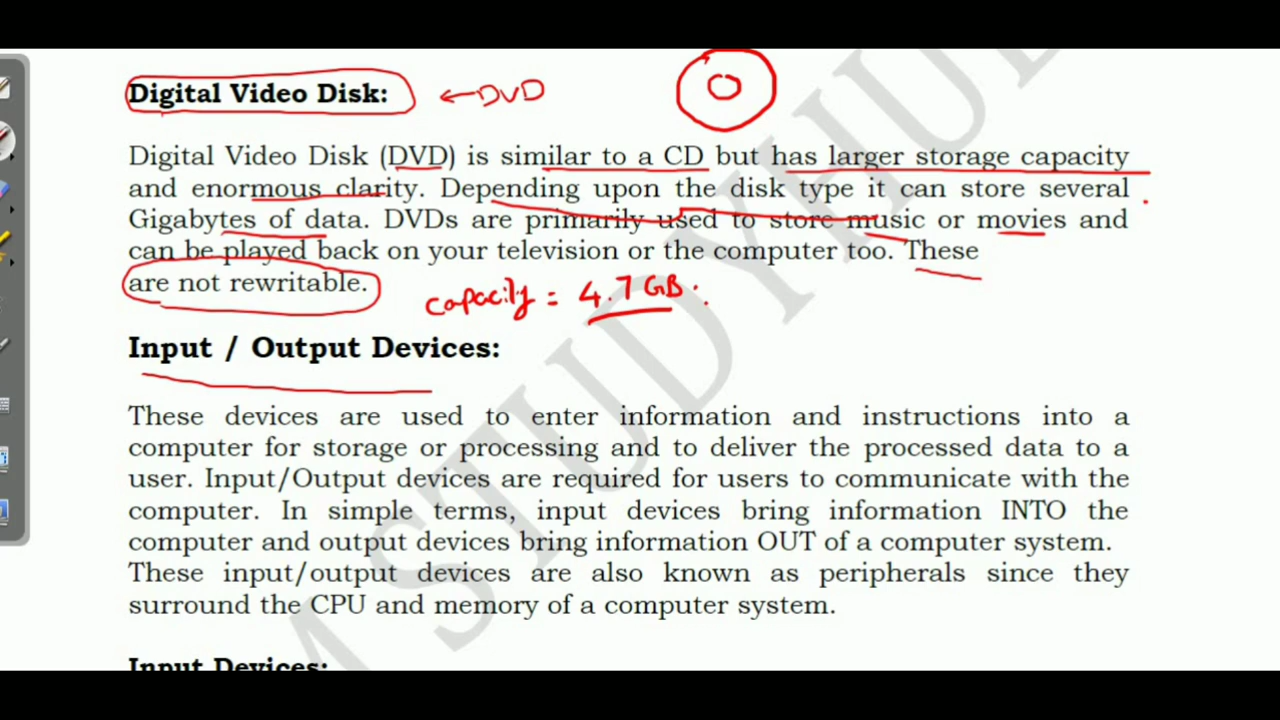 Digital Video Disk: ←DVD
Digital Video Disk (DVD) is similar to a CD but has larger storage capacity
and enormous clarity. Depending upon the disk type it can store several
Gigabytes of data. DVDs are primarily used to store music or movies and
can be played back on your television or the computer too. These
are not rewritable.
Capacity = 4.7 GB.
Input / Output Devices:
These devices are used to enter information and instructions into a
computer for storage or processing and to deliver the processed data to a
user. Input/Output devices are required for users to communicate with the
computer. In simple terms, input devices bring information INTO the
computer and output devices bring information OUT of a computer system.
These input/output devices are also known as peripherals since they
surround the CPU and memory of a computer system.
Input Devices:
M STUDYHUB